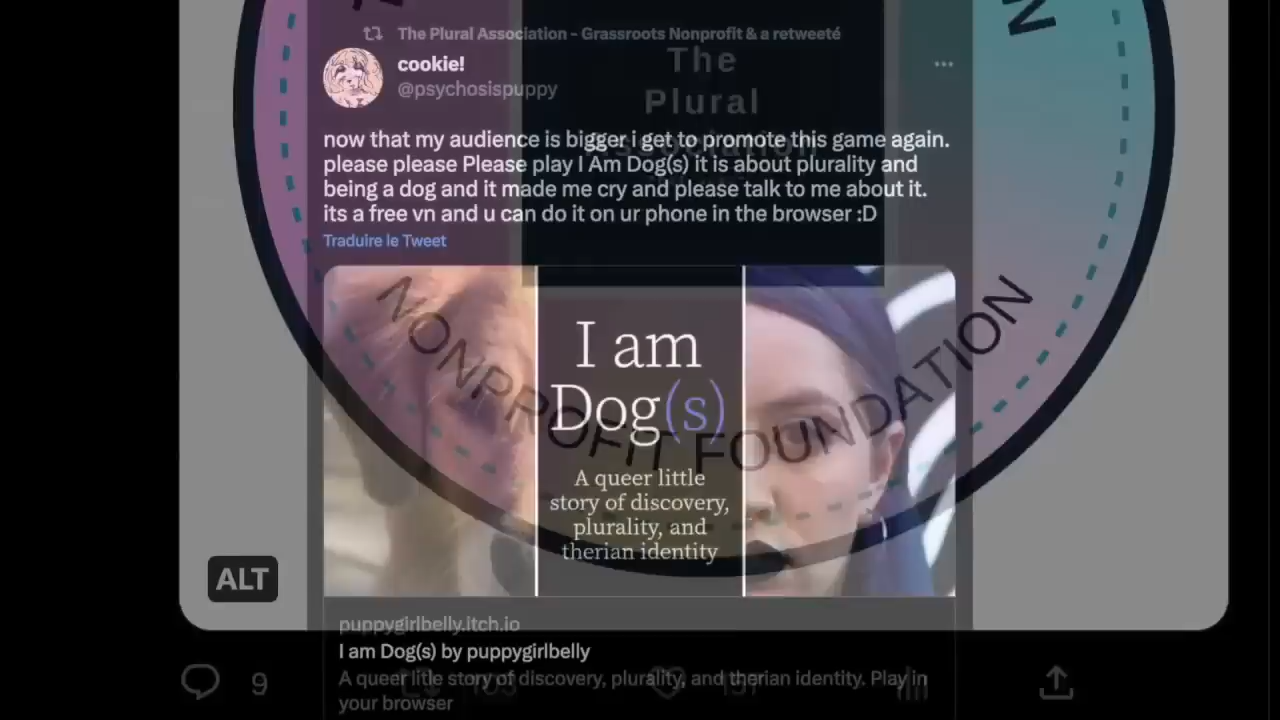 The Plural Association - Grassroots Nonprofit & a retweeté
cookie!
@psychosispuppy
The
Plural
now that my audience is bigger i get to promote this game again.
please please Please play I Am Dog(s) it is about plurality and
being a dog and it made me cry and please talk to me about it.
its a free vn and u can do it on ur phone in the browser :D
Traduire le Tweet
I am
Dog(s)
A queer little
story of discovery,
plurality, and
therian identity
NONPROFIT FOUNDATION
ALT
puppygirlbelly.itch.io
I am Dog(s) by puppygirlbelly
A queer litle story of discovery, plurality, and therian identity. Play in
your browser
9